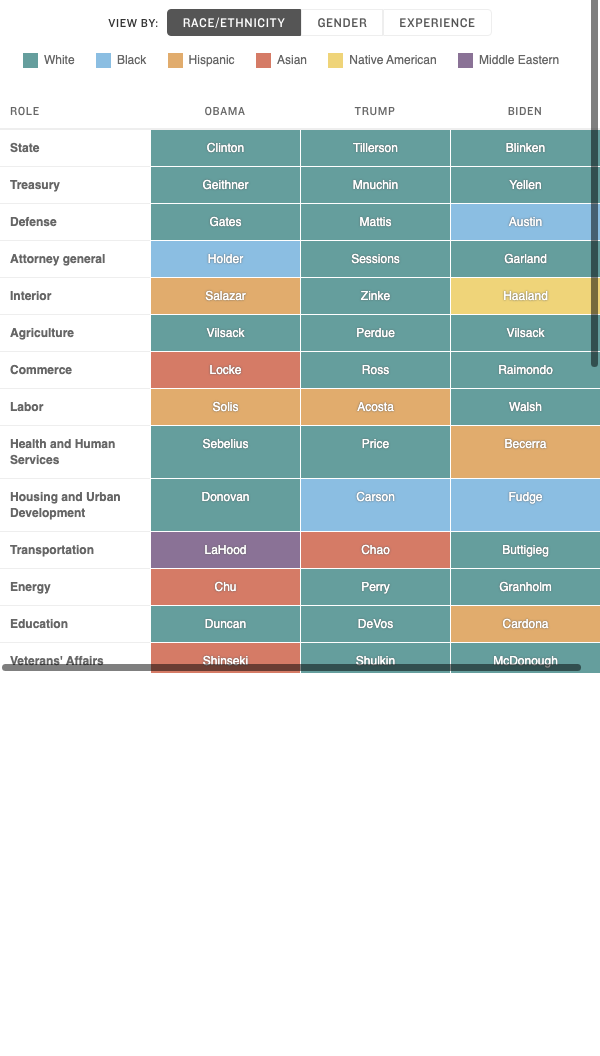 VIEW BY: RACE/ETHNICITY GENDER EXPERIENCE
White Black Hispanic Asian Native American Middle Eastern
ROLE OBAMA TRUMP BIDEN
State Clinton Tillerson Blinken
Treasury Geithner Mnuchin Yellen
Defense Gates Mattis Austin
Attorney general Holder Sessions Garland
Interior Salazar Zinke Haaland
Agriculture Vilsack Perdue Vilsack
Commerce Locke Ross Raimondo
Labor Solis Acosta Walsh
Health and Human Sebelius Price Becerra
Services
Housing and Urban Donovan Carson Fudge
Development
Transportation LaHood Chao Buttigieg
Energy Chu Perry Granholm
Education Duncan DeVos Cardona
Veterans' Affairs Shinseki Shulkin McDonough